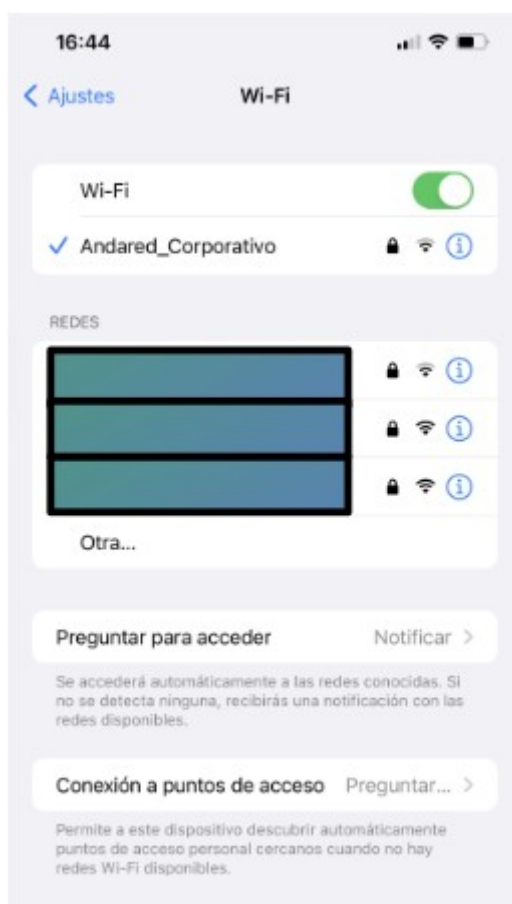 16:44
Ajustes
Wi-Fi
Wi-Fi
Andared_Corporativo
REDES
Otra...
Preguntar para acceder
Notificar
Se accederá automáticamente a las redes conocidas. Si
no se detecta ninguna, recibirás una notificación con las
redes disponibles.
Conexión a puntos de acceso
Preguntar...
Permite a este dispositivo descubrir automáticamente
puntos de acceso personal cercanos cuando no hay
redes Wi-Fi disponibles.